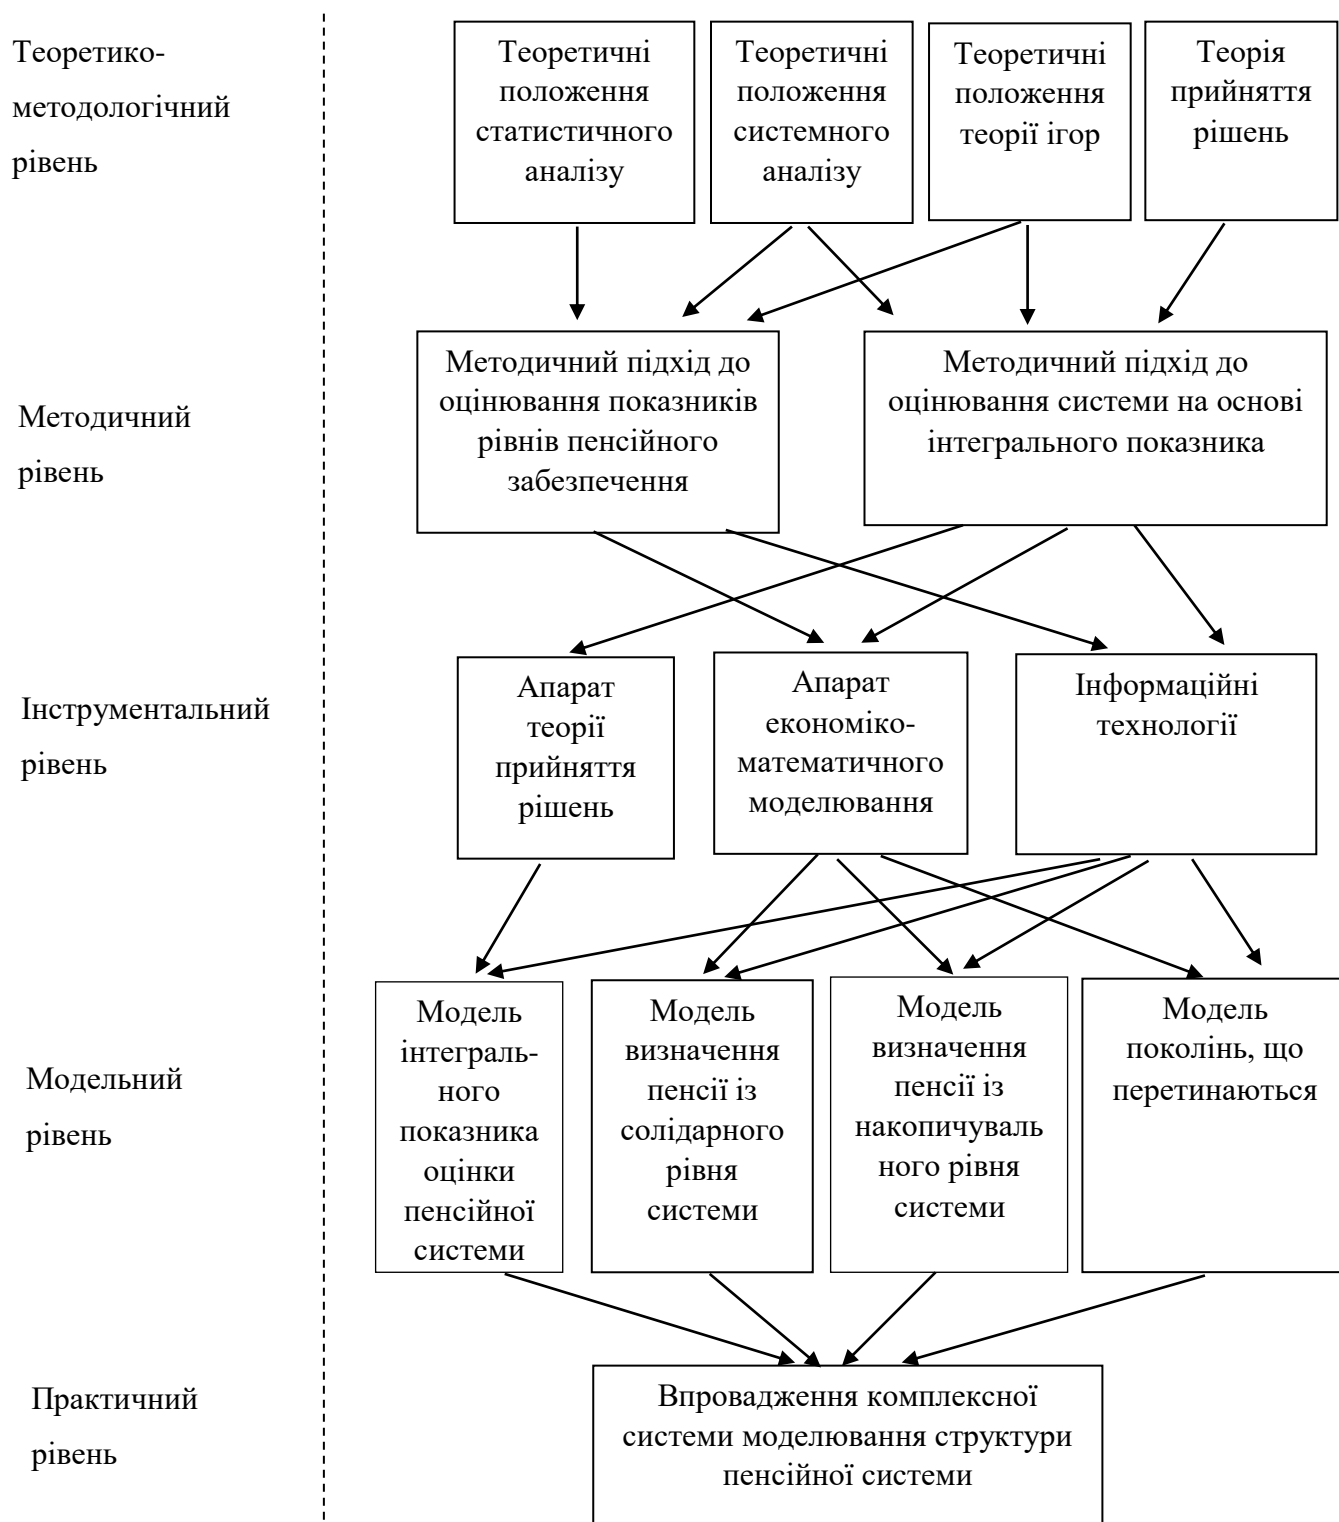 Теоретико-
методологічний
рівень
Теоретичні
положення
статистичного
аналізу
Теоретичні
положення
системного
аналізу
Теоретичні
положення
теорії ігор
Теорія
прийняття
рішень
Методичний
рівень
Методичний підхід до
оцінювання показників
рівнів пенсійного
забезпечення
Методичний підхід до
оцінювання системи на основі
інтегрального показника
Інструментальний
рівень
Апарат
теорії
прийняття
рішень
Апарат
економіко-
математичного
моделювання
Інформаційні
технології
Модельний
рівень
Модель
інтеграль-
ного
показника
оцінки
пенсійної
системи
Модель
визначення
пенсії із
солідарного
рівня
системи
Модель
визначення
пенсії із
накопичуваль
ного рівня
системи
Модель
поколінь, що
перетинаються
Практичний
рівень
Впровадження комплексної
системи моделювання структури
пенсійної системи